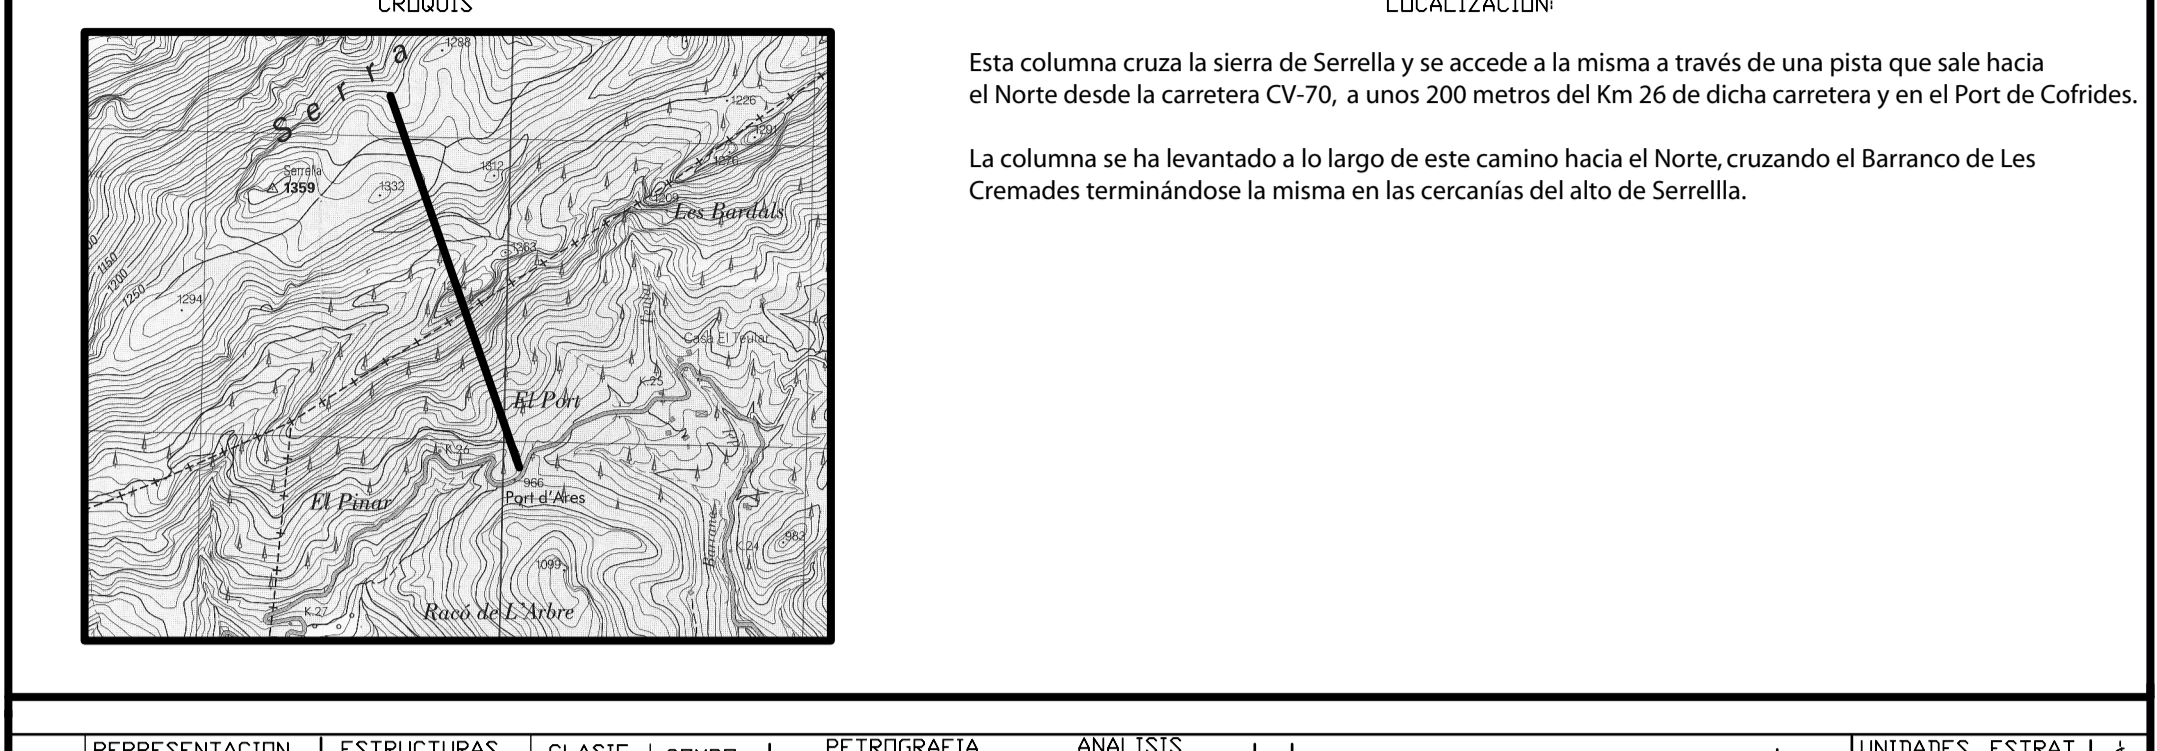 CROQUIS
LOCALIZACION:
Esta columna cruza la sierra de Serrella y se accede a la misma a través de una pista que sale hacia
el Norte desde la carretera CV-70, a unos 200 metros del Km 26 de dicha carretera y en el Port de Cofrides.
La columna se ha levantado a lo largo de este camino hacia el Norte, cruzando el Barranco de Les
Cremades terminándose la misma en las cercanías del alto de Serrellla.
Serra
1288
1226
1291
1276
1312
Serrella
1359
1332
1269
Les Bardals
1263
1150
1200
1250
1294
Teular
Casa El Teular
K.25
El Port
K.26
966
Port d'Ares
El Pinar
Barranc
K.24
982
1099
Racó de L'Arbre
K.27
REPRESENTACION
ESTRUCTURAS
CLASIF
PETROGRAFIA
ANALISIS
UNIDADES ESTRAT